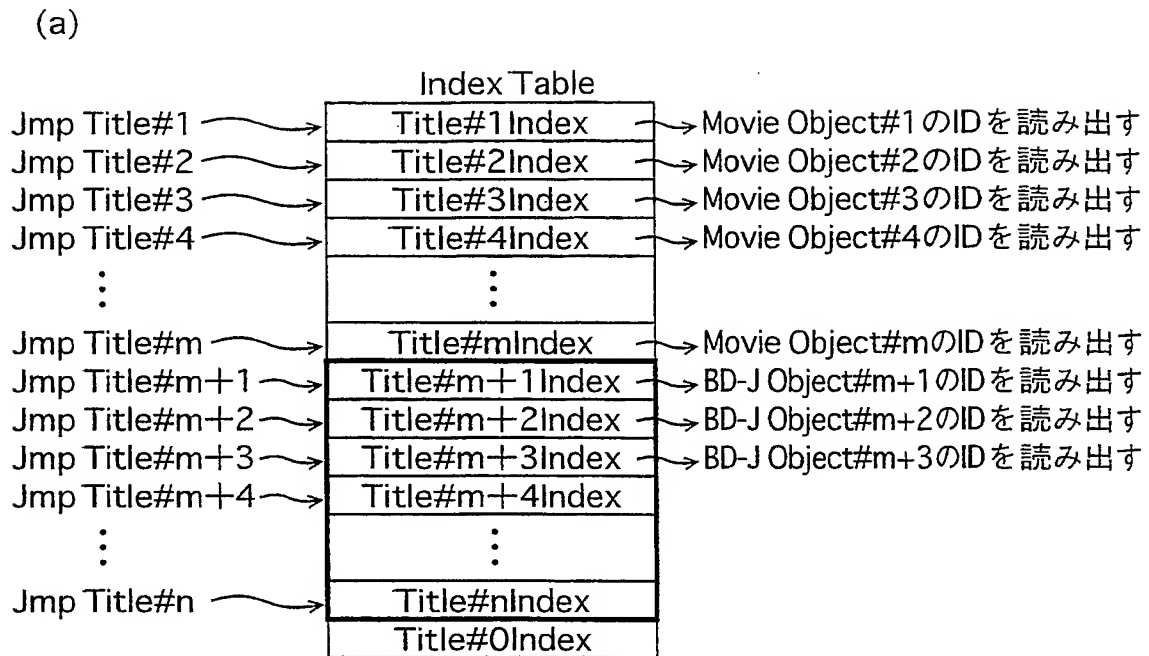 (a)
Index Table
Jmp Title#1 Title#1Index Movie Object#1のIDを読み出す
Jmp Title#2 Title#2Index Movie Object#2のIDを読み出す
Jmp Title#3 Title#3Index Movie Object#3のIDを読み出す
Jmp Title#4 Title#4Index Movie Object#4のIDを読み出す
⋮ ⋮
Jmp Title#m Title#mIndex Movie Object#mのIDを読み出す
Jmp Title#m+1 Title#m+1Index BD-J Object#m+1のIDを読み出す
Jmp Title#m+2 Title#m+2Index BD-J Object#m+2のIDを読み出す
Jmp Title#m+3 Title#m+3Index BD-J Object#m+3のIDを読み出す
Jmp Title#m+4 Title#m+4Index
⋮ ⋮
Jmp Title#n Title#nIndex
Title#0Index